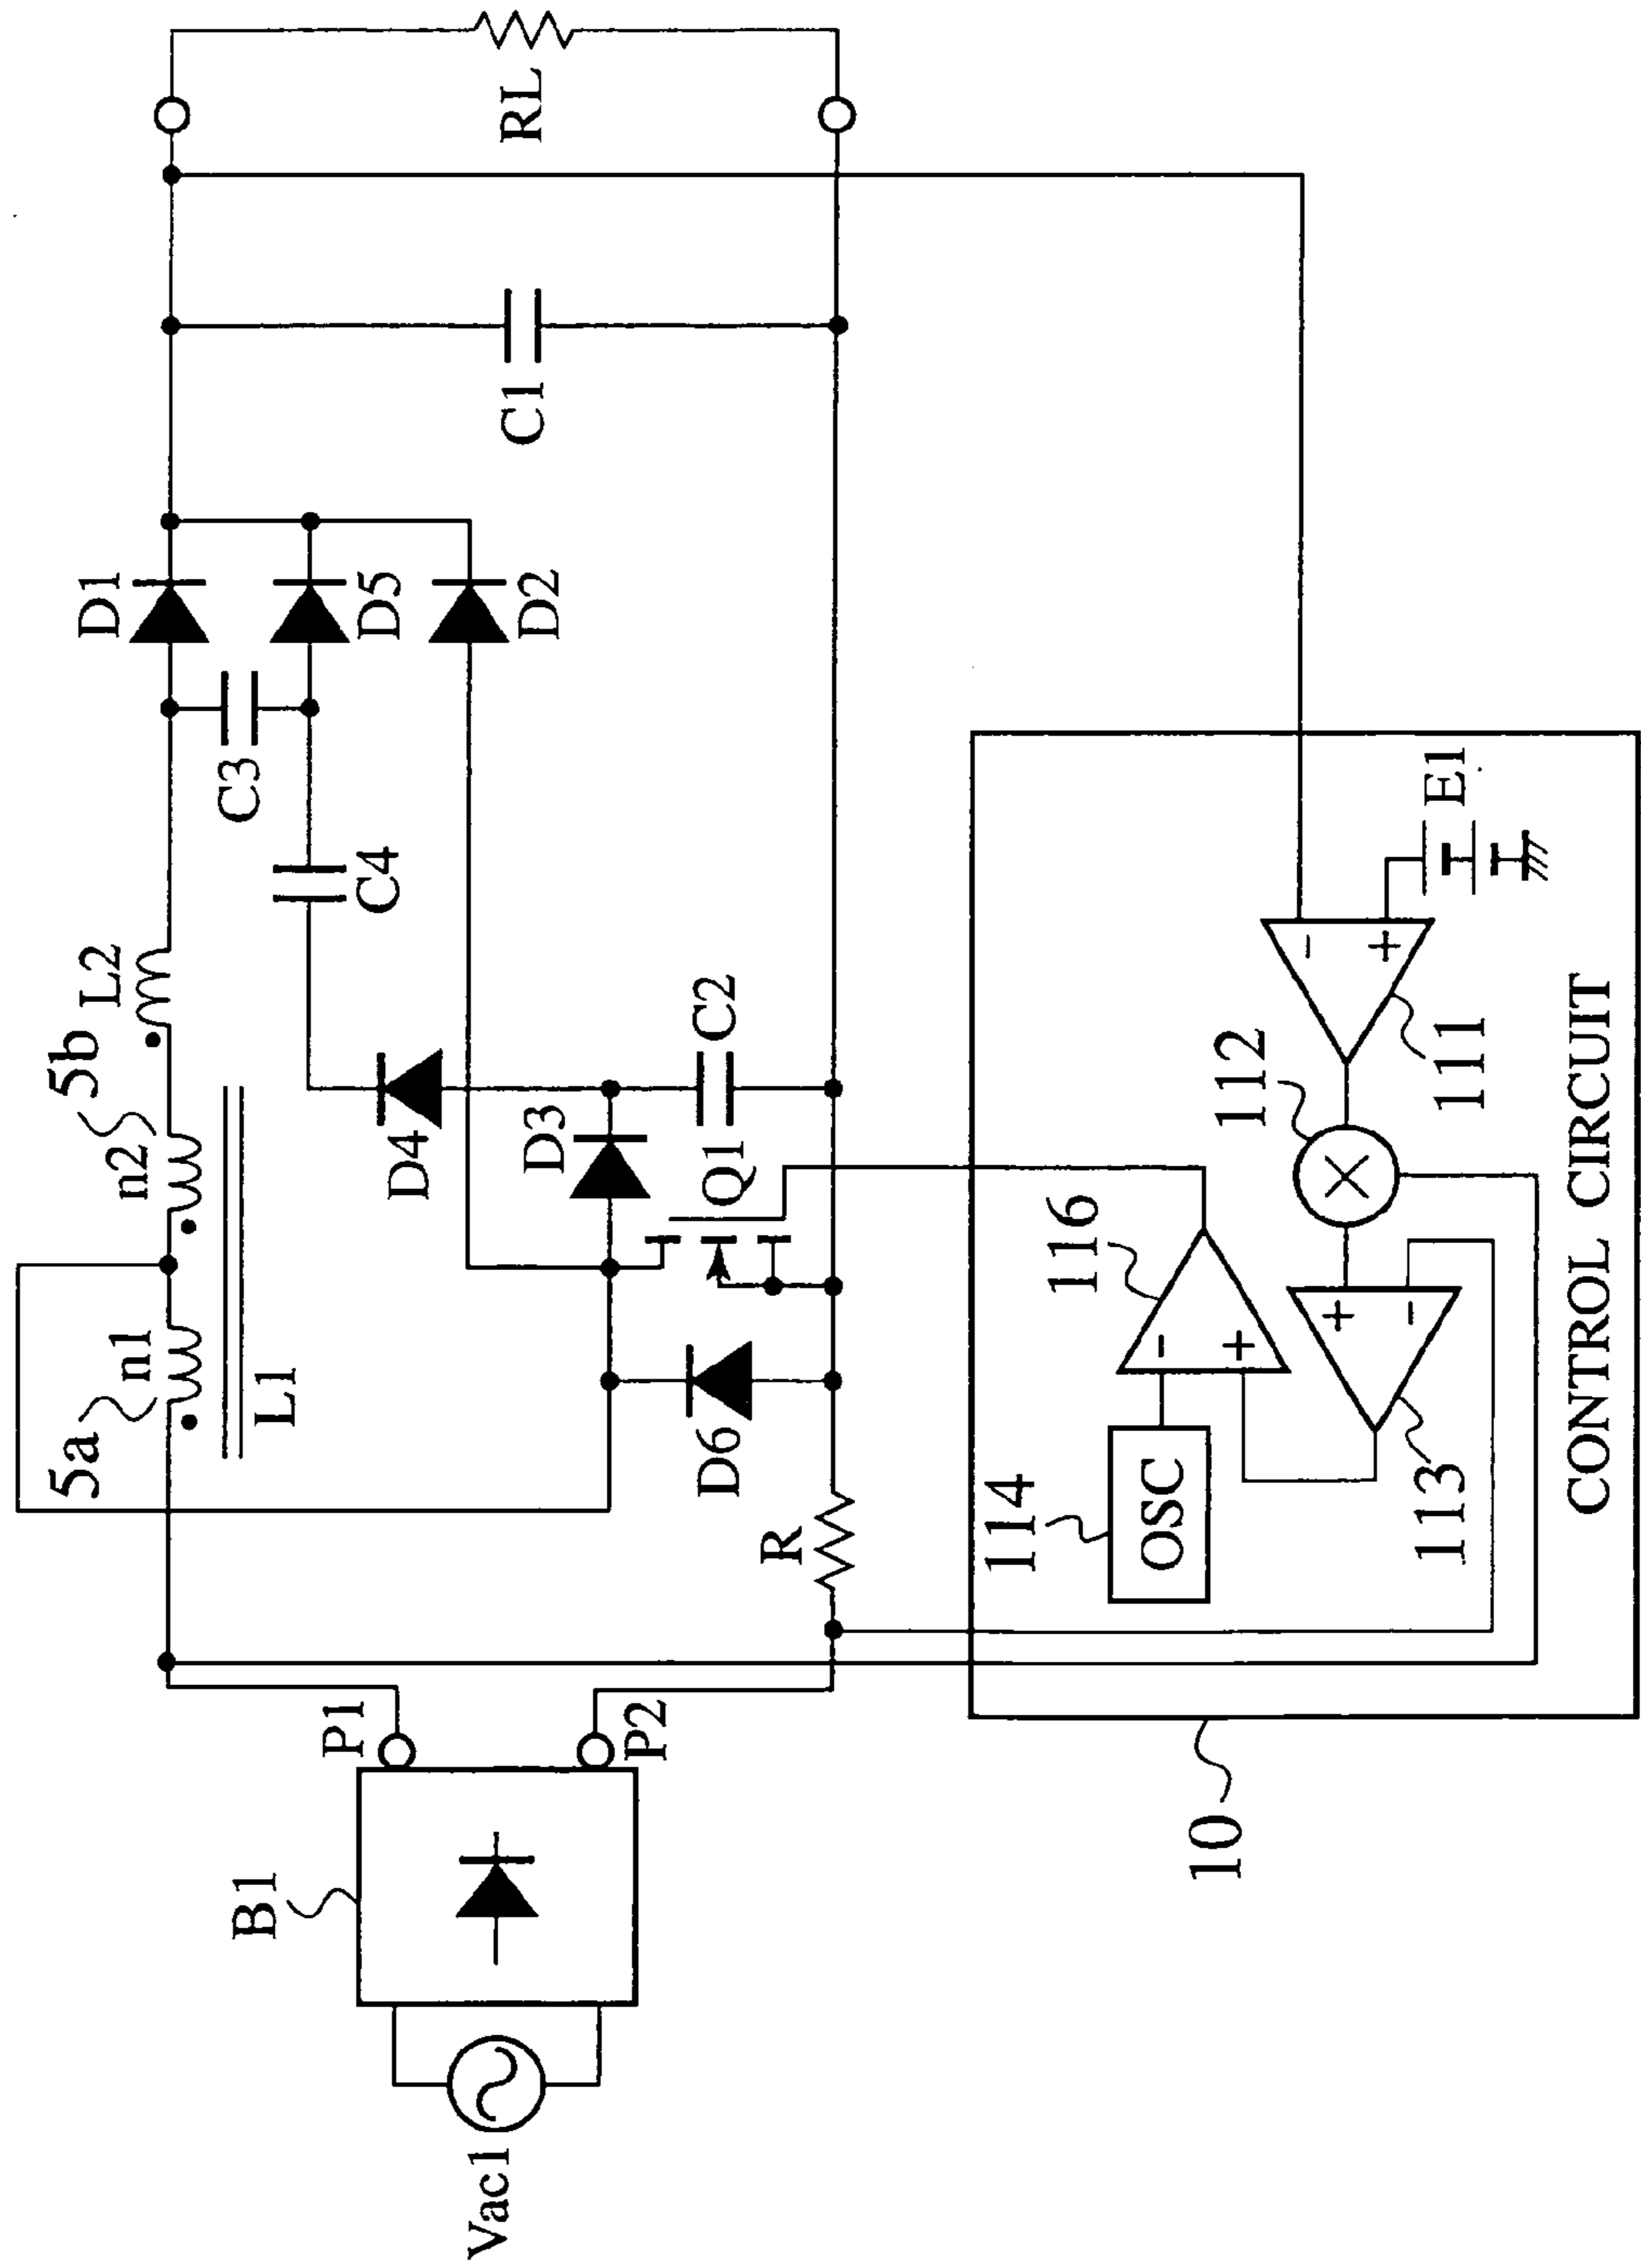 Vac1
B1
P1
P2
5a
n1
L1
5b
n2
L2
C3
C4
D1
D5
D2
D4
D3
D6
Q1
C2
R
C1
RL
10
114
OSC
116
-
+
113
+
-
112
111
-
+
E1
CONTROL CIRCUIT